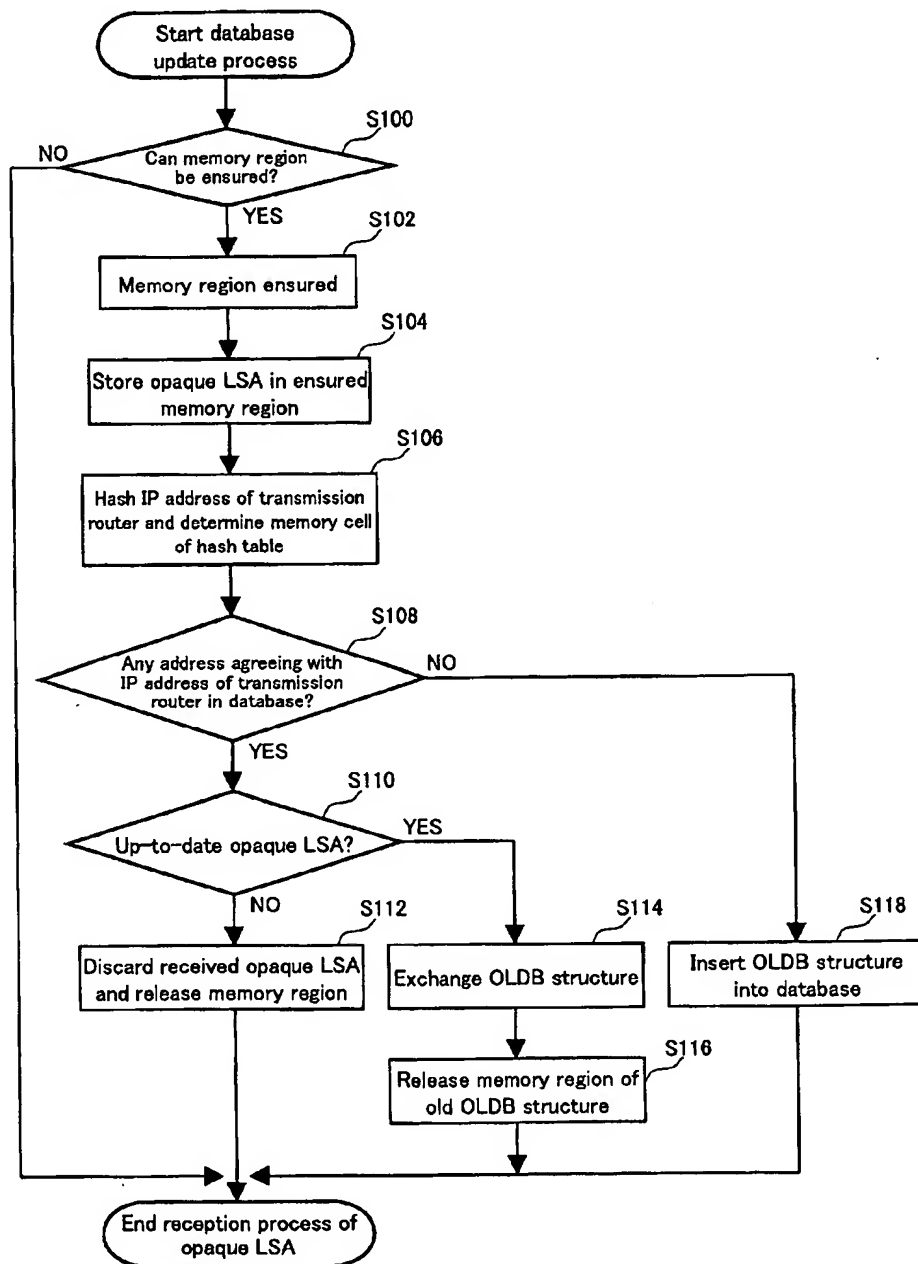 Start database
update process
S100
NO
Can memory region
be ensured?
YES
S102
Memory region ensured
S104
Store opaque LSA in ensured
memory region
S106
Hash IP address of transmission
router and determine memory cell
of hash table
S108
Any address agreeing with
IP address of transmission
router in database?
NO
YES
S110
Up-to-date opaque LSA?
YES
NO
S112
Discard received opaque LSA
and release memory region
S114
Exchange OLDB structure
S118
Insert OLDB structure
into database
S116
Release memory region of
old OLDB structure
End reception process of
opaque LSA